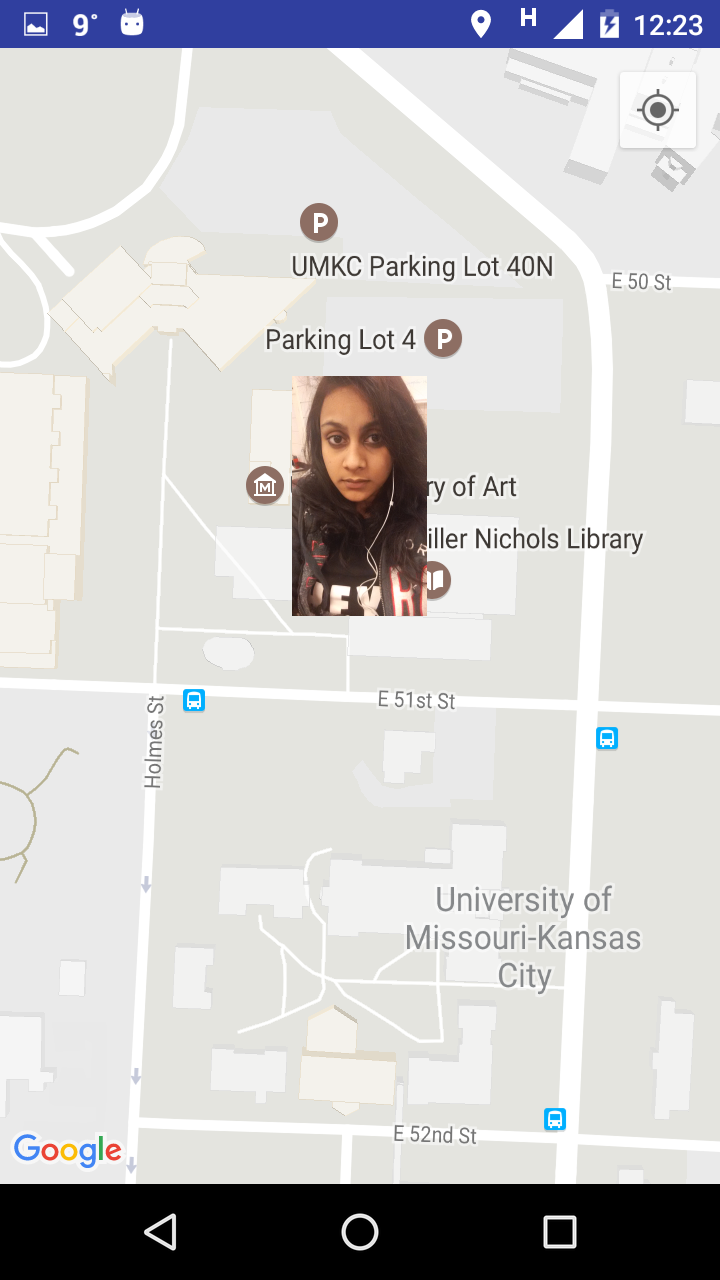 9° H 12:23
UMKC Parking Lot 40N
E 50 St
Parking Lot 4 P
P
M
ry of Art
iller Nichols Library
E 51st St
Holmes St
University of
Missouri-Kansas
City
E 52nd St
Google